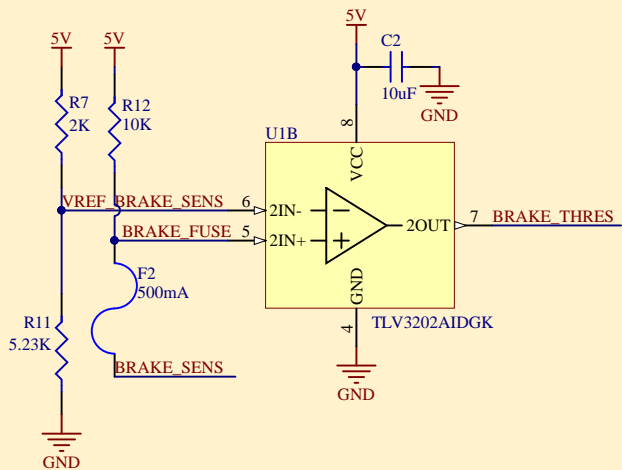 5V
5V
5V
C2
10uF
GND
R7
2K
R12
10K
U1B
8
VCC
VREF_BRAKE_SENS
6
2IN-
BRAKE_FUSE
5
2IN+
2OUT
7
BRAKE_THRES
F2
500mA
GND
4
TLV3202AIDGK
R11
5.23K
BRAKE_SENS
GND
GND